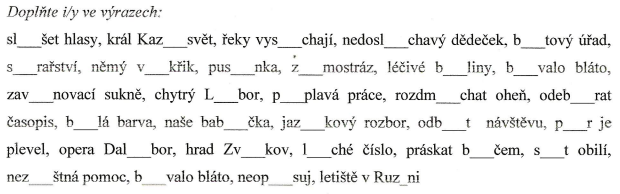 Doplňte i/y ve výrazech:
sl___šet hlasy, král Kaz___svět, řeky vys___chají, nedosl___chavý dědeček, b___tový úřad,
s___rařství, němý v___křik, pus___nka, z___mostráz, léčivé b___liny, b___valo bláto,
zav___novací sukně, chytrý L___bor, p___plavá práce, rozdm___chat oheň, odeb___rat
časopis, b___lá barva, naše bab___čka, jaz___kový rozbor, odb___t návštěvu, p___r je
plevel, opera Dal___bor, hrad Zv___kov, l___ché číslo, práskat b___čem, s___t obilí,
nez___štná pomoc, b___valo bláto, neop___suj, letiště v Ruz_ni